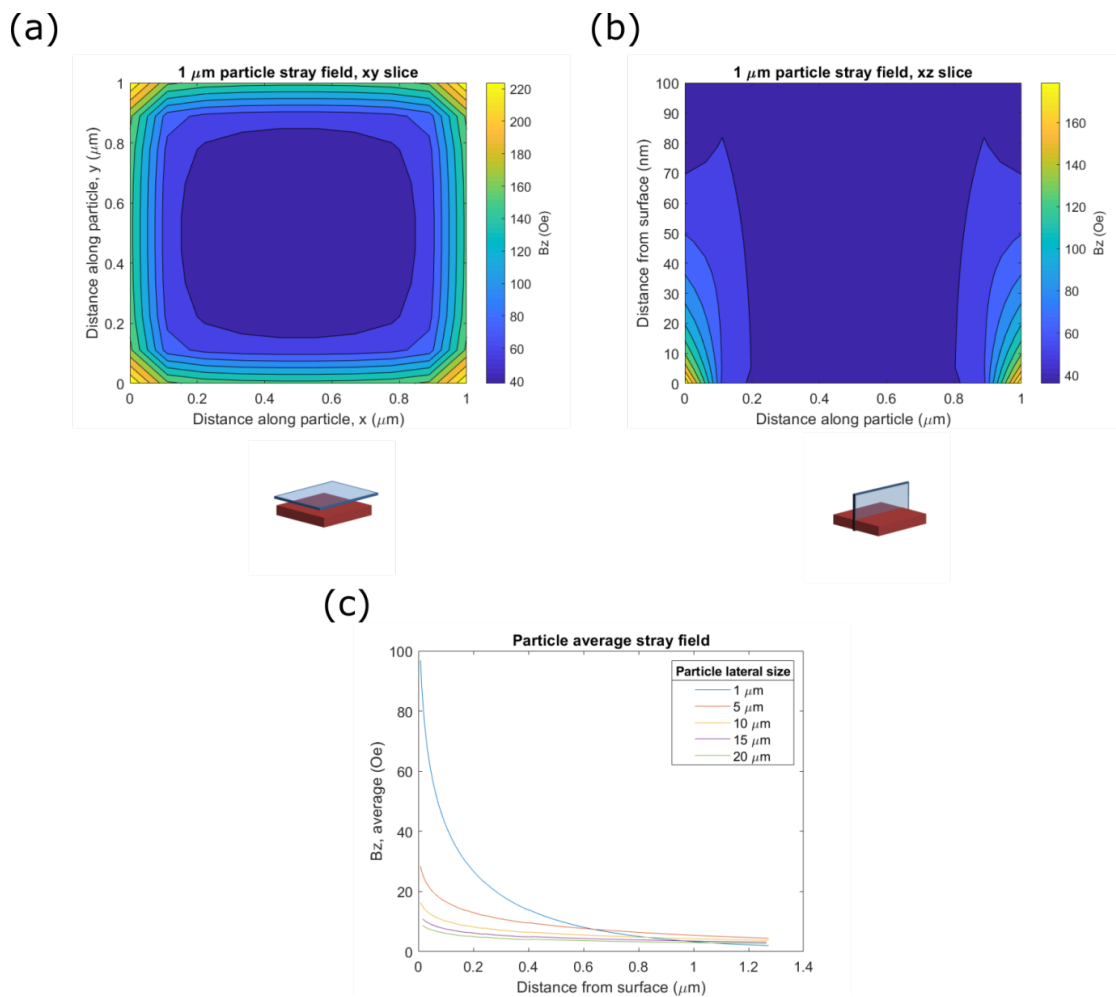 (a)
1 μm particle stray field, xy slice
1
0.8
0.6
0.4
0.2
0
0 0.2 0.4 0.6 0.8 1
Distance along particle, y (μm)
Distance along particle, x (μm)
220
200
180
160
140
120
100
80
60
40
Bz (Oe)
(b)
1 μm particle stray field, xz slice
100
90
80
70
60
50
40
30
20
10
0
0 0.2 0.4 0.6 0.8 1
Distance from surface (nm)
Distance along particle (μm)
160
140
120
100
80
60
40
Bz (Oe)
(c)
Particle average stray field
100
80
60
40
20
0
0 0.2 0.4 0.6 0.8 1 1.2 1.4
Bz, average (Oe)
Distance from surface (μm)
Particle lateral size
1 μm
5 μm
10 μm
15 μm
20 μm